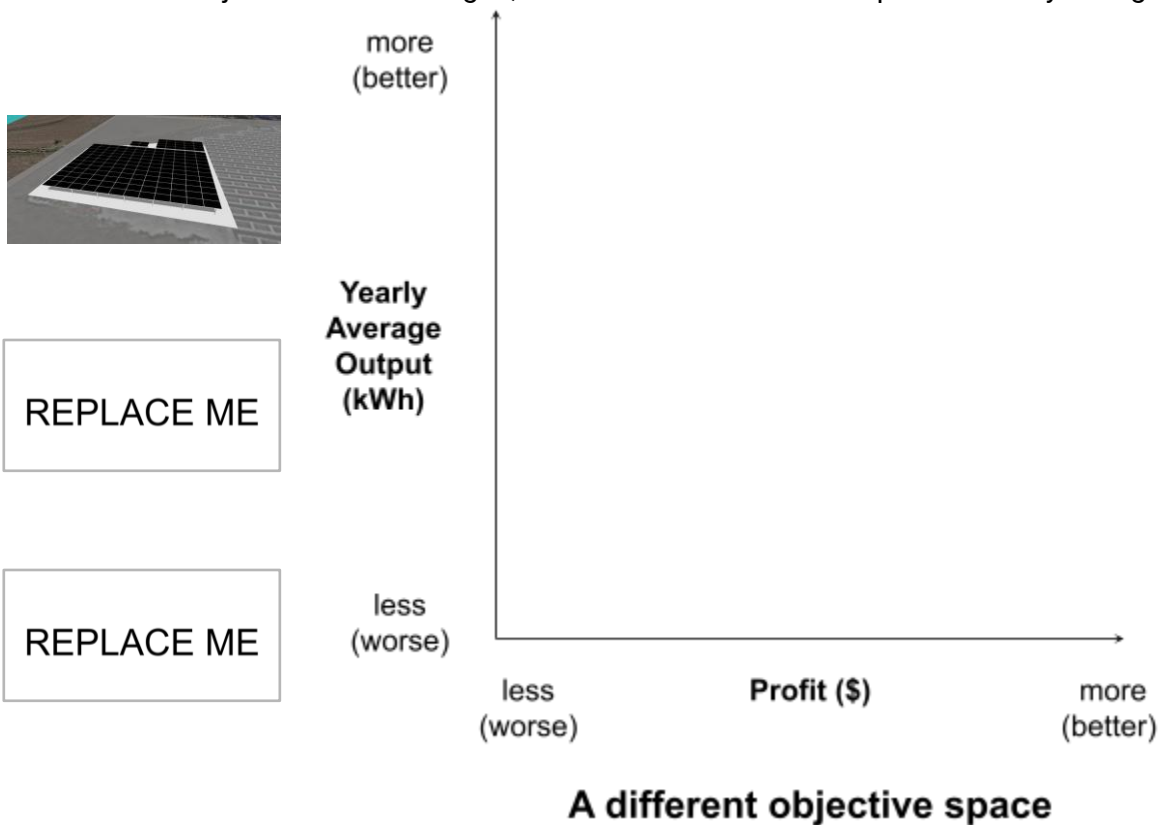 more
(better)
Yearly
Average
Output
(kWh)
REPLACE ME
REPLACE ME
less
(worse)
less
(worse)
Profit ($)
more
(better)
A different objective space